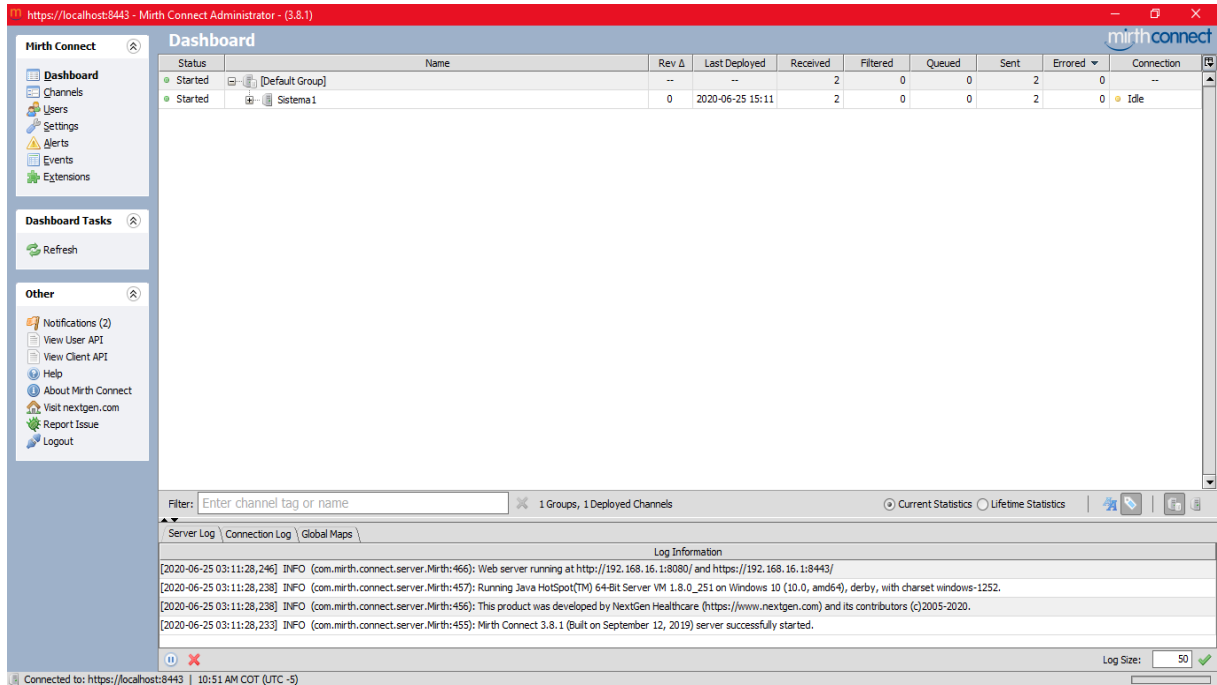 https://localhost:8443 - Mirth Connect Administrator - (3.8.1)
Mirth Connect
Dashboard
Channels
Users
Settings
Alerts
Events
Extensions
Dashboard Tasks
Refresh
Other
Notifications (2)
View User API
View Client API
Help
About Mirth Connect
Visit nextgen.com
Report Issue
Logout
Dashboard
mirth connect
Status Name Rev Δ Last Deployed Received Filtered Queued Sent Errored Connection
Started [Default Group] -- -- 2 0 0 2 0 --
Started Sistema1 0 2020-06-25 15:11 2 0 0 2 0 Idle
Filter: Enter channel tag or name 1 Groups, 1 Deployed Channels Current Statistics Lifetime Statistics
Server Log Connection Log Global Maps
Log Information
[2020-06-25 03:11:28,246] INFO (com.mirth.connect.server.Mirth:466): Web server running at http://192.168.16.1:8080/ and https://192.168.16.1:8443/
[2020-06-25 03:11:28,238] INFO (com.mirth.connect.server.Mirth:457): Running Java HotSpot(TM) 64-Bit Server VM 1.8.0_251 on Windows 10 (10.0, amd64), derby, with charset windows-1252.
[2020-06-25 03:11:28,238] INFO (com.mirth.connect.server.Mirth:456): This product was developed by NextGen Healthcare (https://www.nextgen.com) and its contributors (c)2005-2020.
[2020-06-25 03:11:28,233] INFO (com.mirth.connect.server.Mirth:455): Mirth Connect 3.8.1 (Built on September 12, 2019) server successfully started.
Log Size: 50
Connected to: https://localhost:8443 | 10:51 AM COT (UTC -5)